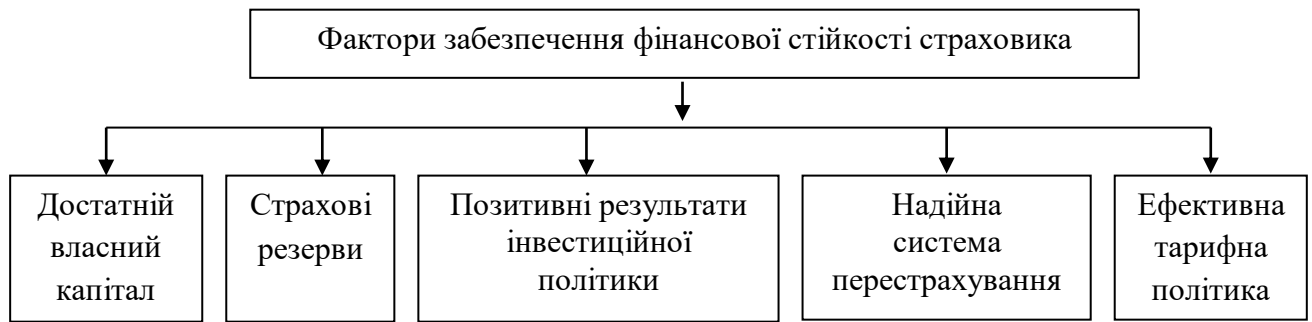 Фактори забезпечення фінансової стійкості страховика
Достатній
власний
капітал
Страхові
резерви
Позитивні результати
інвестиційної
політики
Надійна
система
перестрахування
Ефективна
тарифна
політика